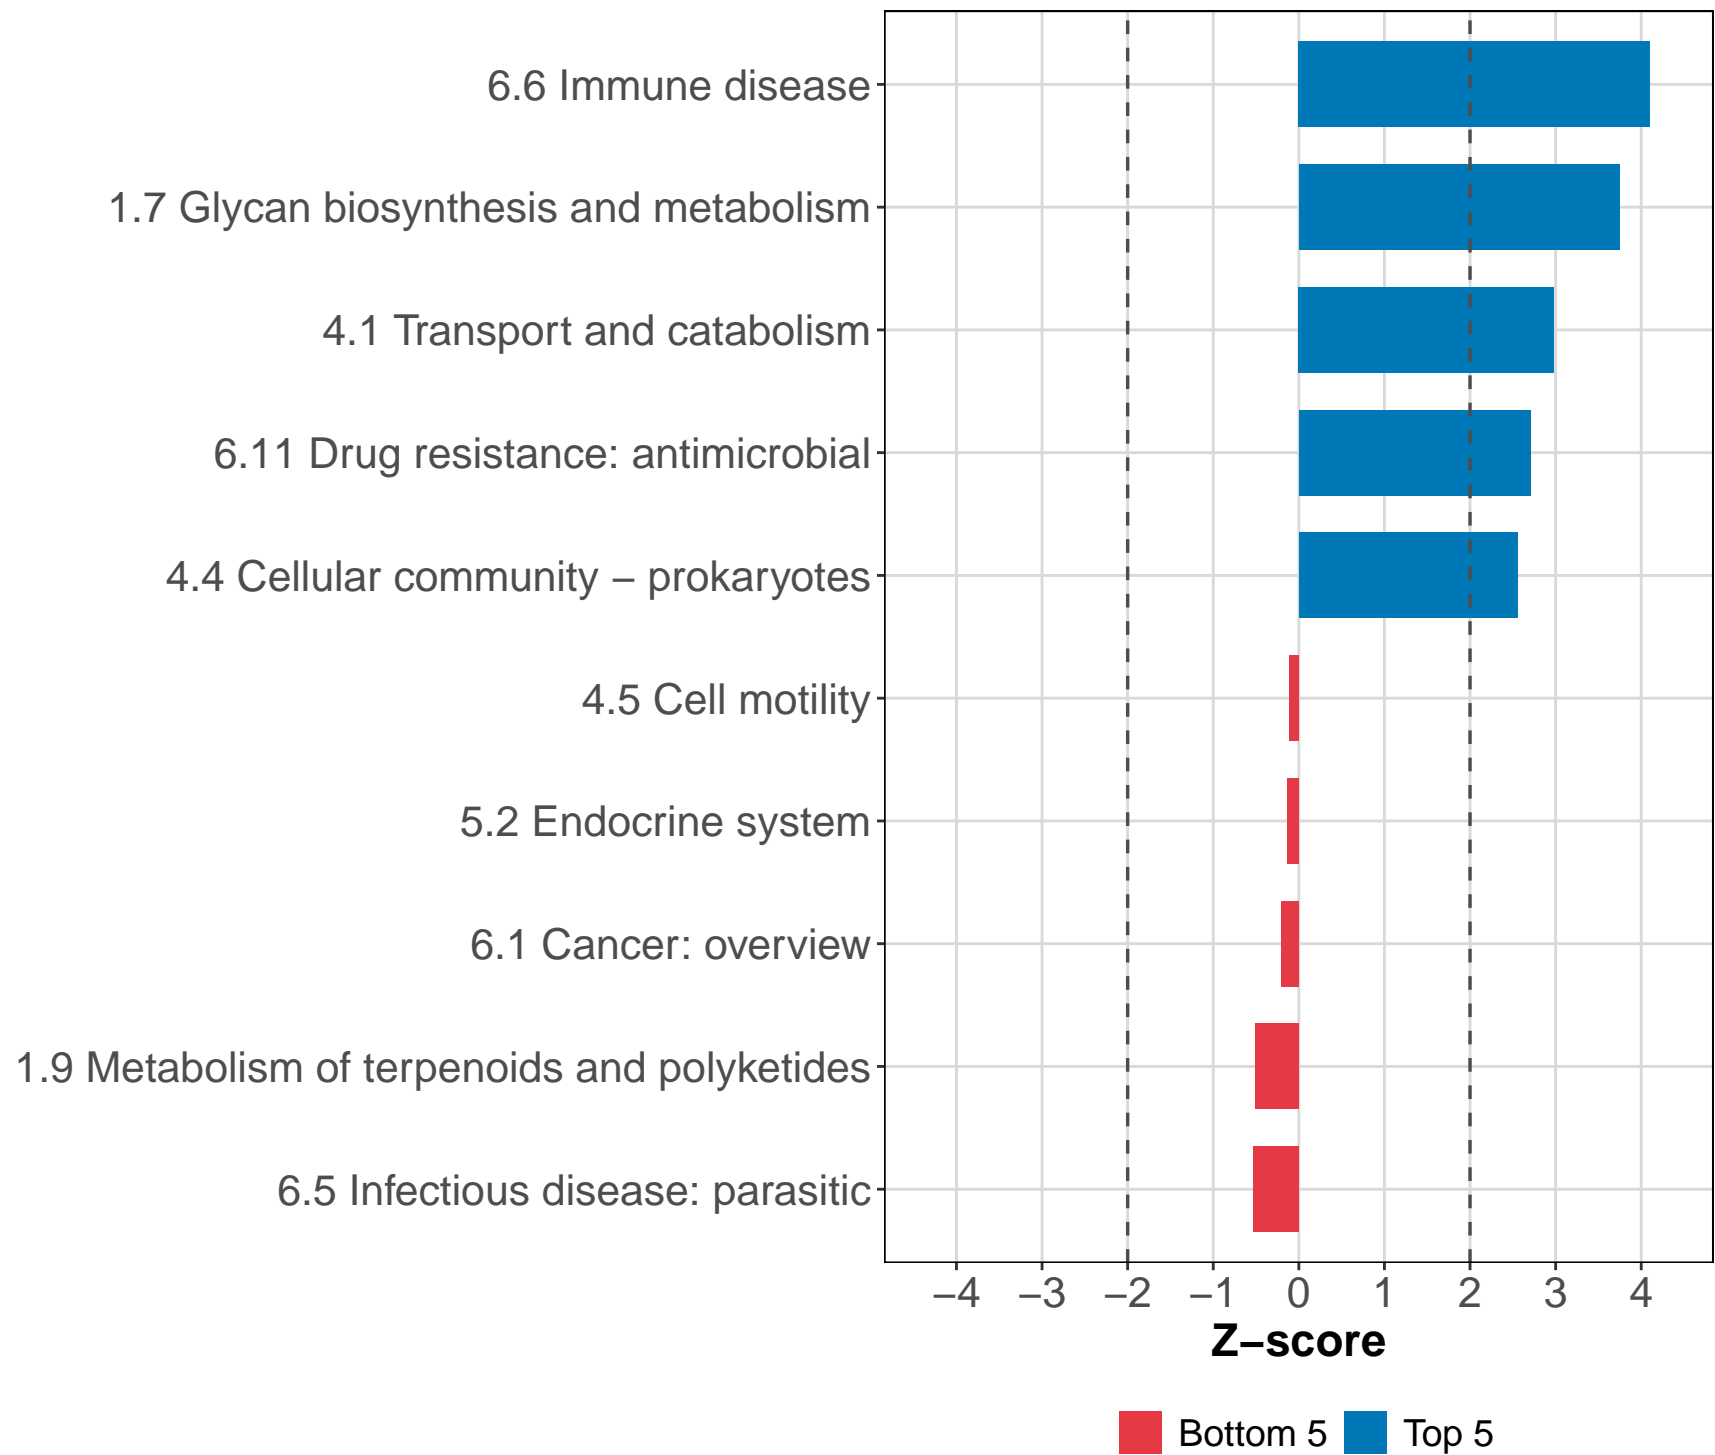 6.6 Immune disease
1.7 Glycan biosynthesis and metabolism
4.1 Transport and catabolism
6.11 Drug resistance: antimicrobial
4.4 Cellular community − prokaryotes
4.5 Cell motility
5.2 Endocrine system
6.1 Cancer: overview
1.9 Metabolism of terpenoids and polyketides
6.5 Infectious disease: parasitic
−4 −3 −2 −1 0 1 2 3 4
Z−score
Bottom 5 Top 5